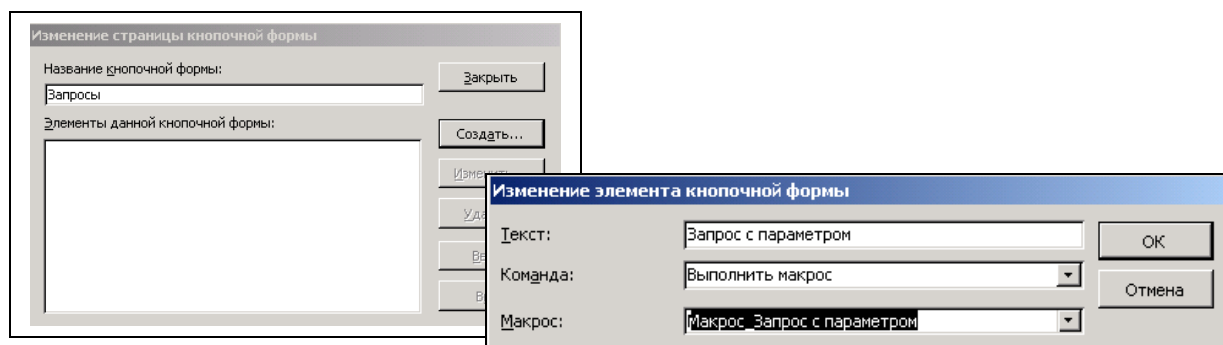 Изменение страницы кнопочной формы
Название кнопочной формы:
Запросы
Закрыть
Элементы данной кнопочной формы:
Создать...
Изменение элемента кнопочной формы
Текст:
Запрос с параметром
ОК
Команда:
Выполнить макрос
Отмена
Макрос:
Макрос_Запрос с параметром